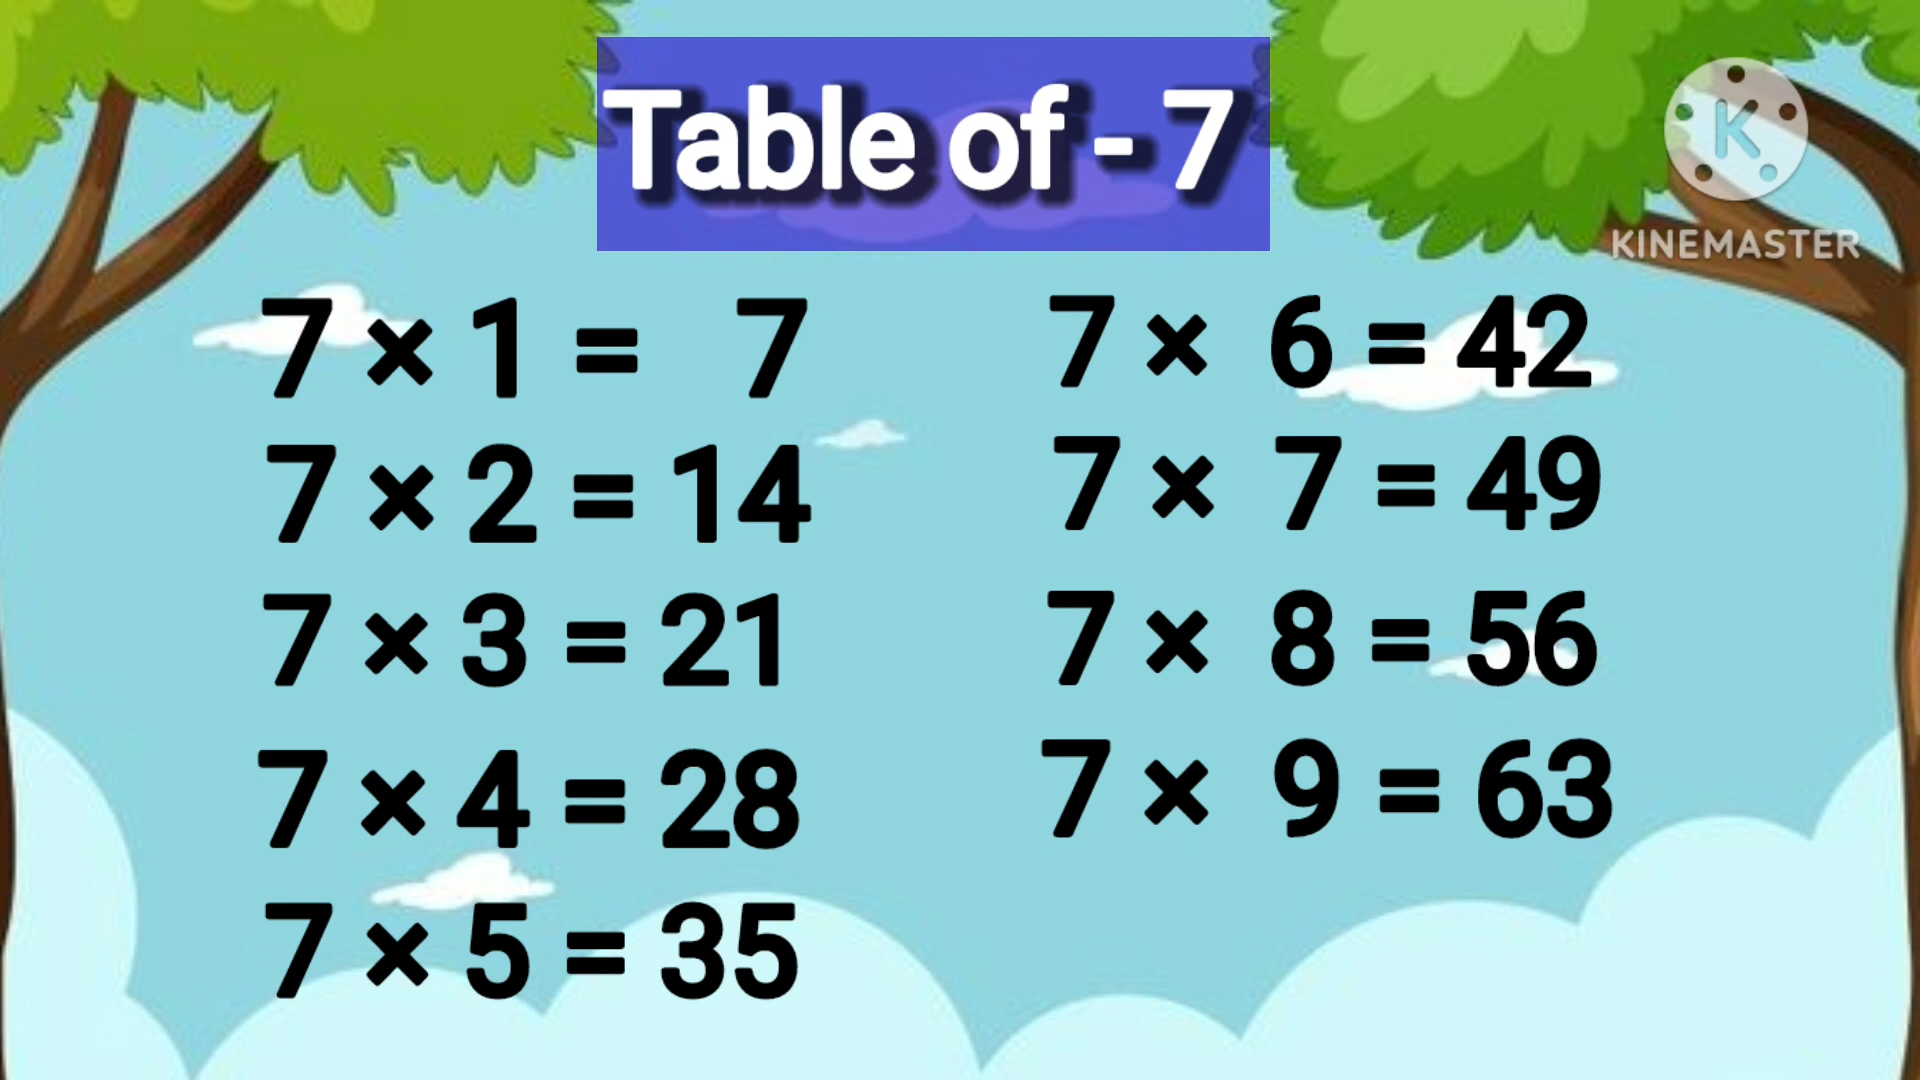 Table of - 7
KINEMASTER
7 × 1 = 7
7 × 2 = 14
7 × 3 = 21
7 × 4 = 28
7 × 5 = 35
7 × 6 = 42
7 × 7 = 49
7 × 8 = 56
7 × 9 = 63